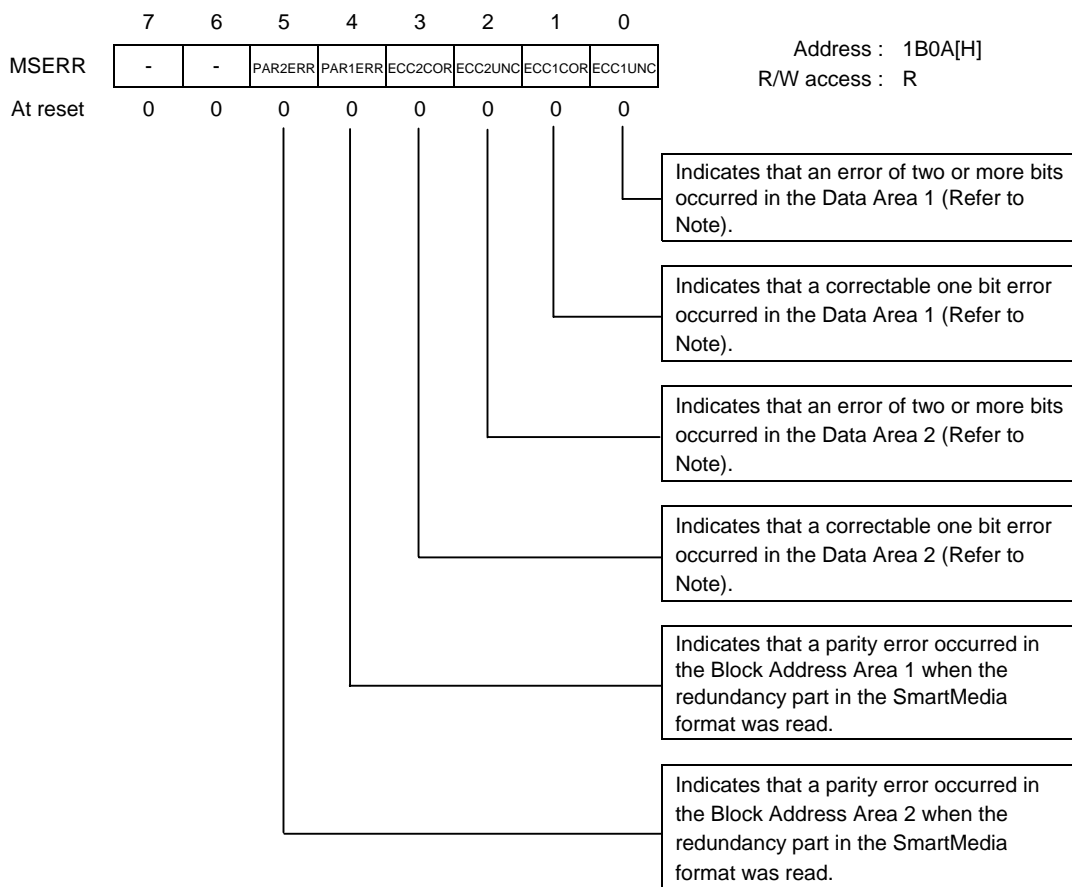 7 6 5 4 3 2 1 0
MSERR - - PAR2ERR PAR1ERR ECC2COR ECC2UNC ECC1COR ECC1UNC
At reset 0 0 0 0 0 0 0 0
Address : 1B0A[H]
R/W access : R
Indicates that an error of two or more bits
occurred in the Data Area 1 (Refer to
Note).
Indicates that a correctable one bit error
occurred in the Data Area 1 (Refer to
Note).
Indicates that an error of two or more bits
occurred in the Data Area 2 (Refer to
Note).
Indicates that a correctable one bit error
occurred in the Data Area 2 (Refer to
Note).
Indicates that a parity error occurred in
the Block Address Area 1 when the
redundancy part in the SmartMedia
format was read.
Indicates that a parity error occurred in
the Block Address Area 2 when the
redundancy part in the SmartMedia
format was read.